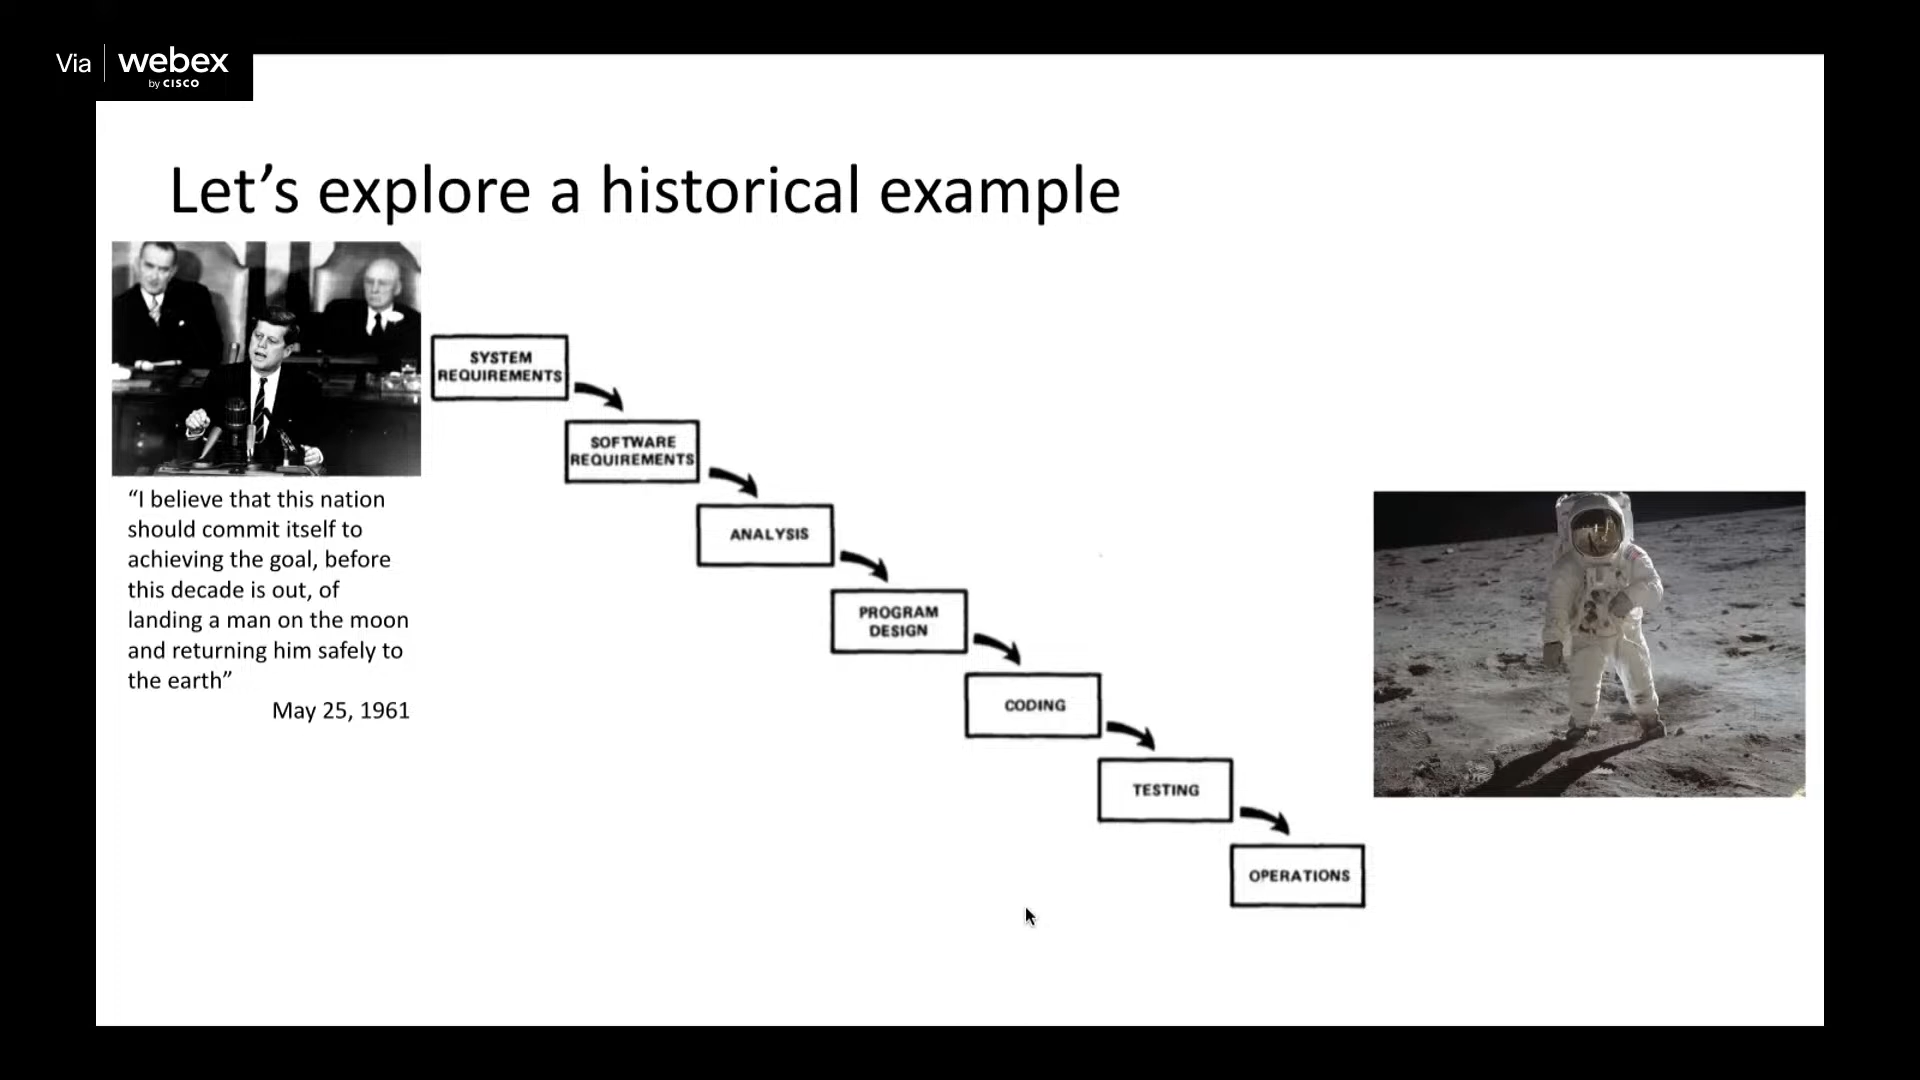 Via webex
by CISCO
Let’s explore a historical example
“I believe that this nation
should commit itself to
achieving the goal, before
this decade is out, of
landing a man on the moon
and returning him safely to
the earth”
May 25, 1961
SYSTEM
REQUIREMENTS
SOFTWARE
REQUIREMENTS
ANALYSIS
PROGRAM
DESIGN
CODING
TESTING
OPERATIONS